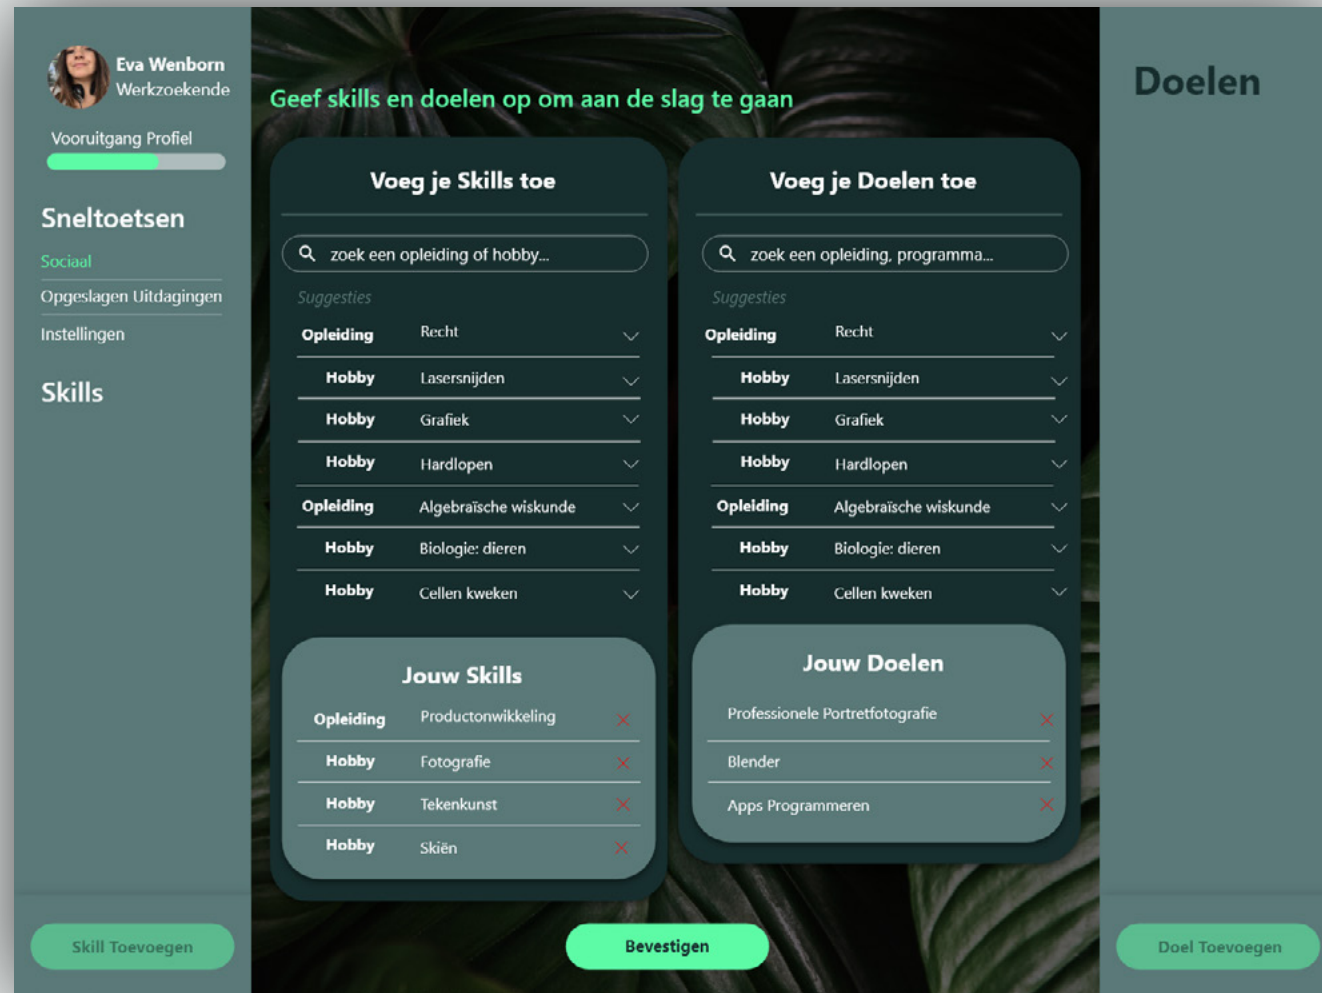 Eva Wenborn
Werkzoekende
Vooruitgang Profiel
Sneltoetsen
Sociaal
Opgeslagen Uitdagingen
Instellingen
Skills
Skill Toevoegen
Geef skills en doelen op om aan de slag te gaan
Voeg je Skills toe
zoek een opleiding of hobby...
Suggesties
Opleiding Recht
Hobby Lasersnijden
Hobby Grafiek
Hobby Hardlopen
Opleiding Algebraïsche wiskunde
Hobby Biologie: dieren
Hobby Cellen kweken
Jouw Skills
Opleiding Productonwikkeling
Hobby Fotografie
Hobby Tekenkunst
Hobby Skiën
Voeg je Doelen toe
zoek een opleiding, programma...
Suggesties
Opleiding Recht
Hobby Lasersnijden
Hobby Grafiek
Hobby Hardlopen
Opleiding Algebraïsche wiskunde
Hobby Biologie: dieren
Hobby Cellen kweken
Jouw Doelen
Professionele Portretfotografie
Blender
Apps Programmeren
Bevestigen
Doelen
Doel Toevoegen